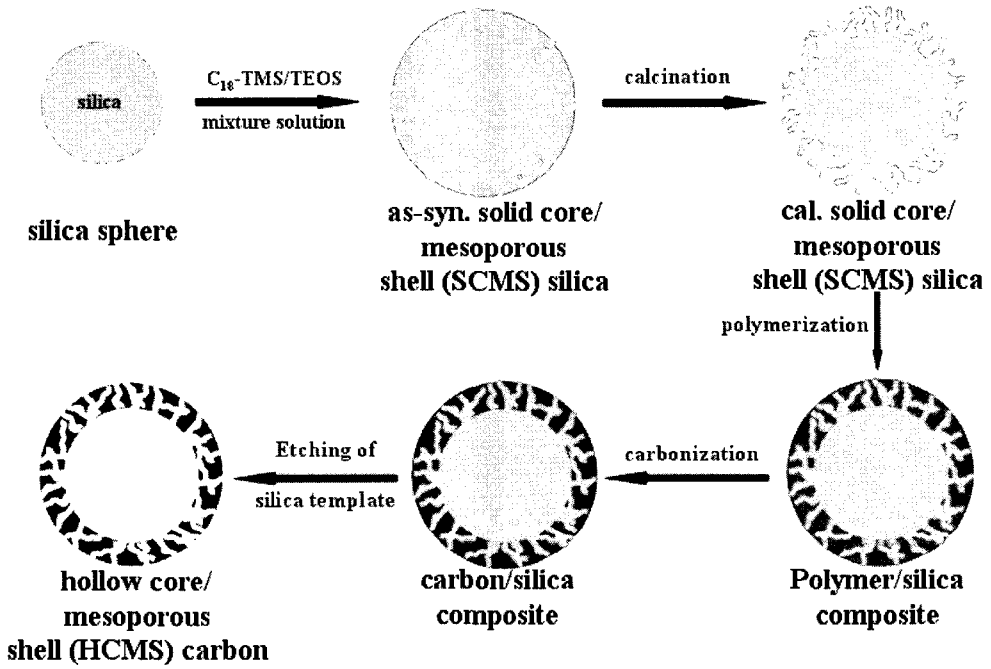 silica
C₁₈-TMS/TEOS
mixture solution
calcination
silica sphere
as-syn. solid core/
mesoporous
shell (SCMS) silica
cal. solid core/
mesoporous
shell (SCMS) silica
polymerization
Etching of
silica template
carbonization
hollow core/
mesoporous
shell (HCMS) carbon
carbon/silica
composite
Polymer/silica
composite